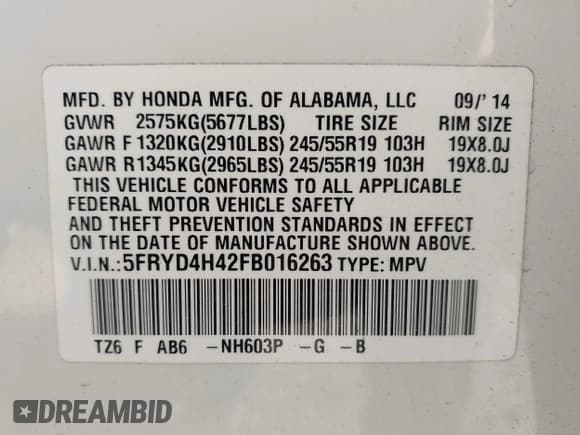 MFD. BY HONDA MFG. OF ALABAMA, LLC 09/'14
GVWR 2575KG(5677LBS) TIRE SIZE RIM SIZE
GAWR F 1320KG(2910LBS) 245/55R19 103H 19X8.0J
GAWR R1345KG(2965LBS) 245/55R19 103H 19X8.0J
THIS VEHICLE CONFORMS TO ALL APPLICABLE
FEDERAL MOTOR VEHICLE SAFETY
AND THEFT PREVENTION STANDARDS IN EFFECT
ON THE DATE OF MANUFACTURE SHOWN ABOVE.
V.I.N.:5FRYD4H42FB016263 TYPE: MPV
TZ6 F AB6 –NH603P –G –B
DREAMBID